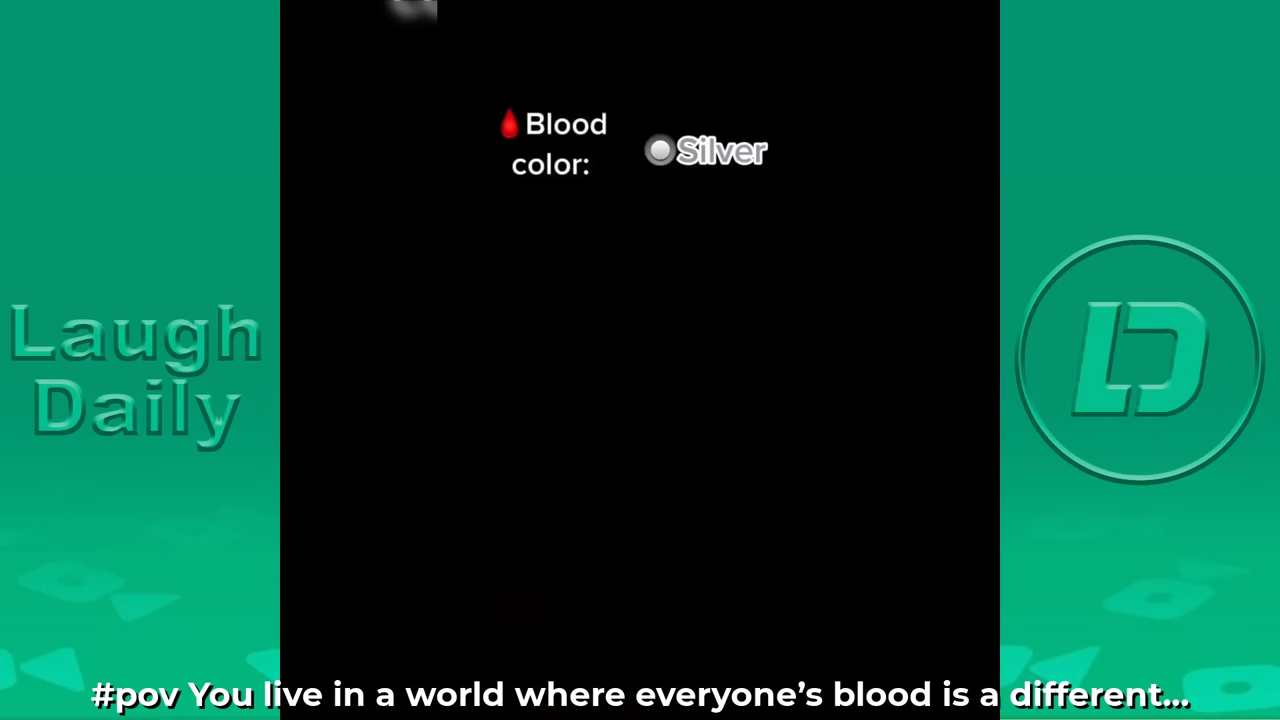 🩸Blood
color:
🔘Silver
Laugh
Daily
LD
#pov You live in a world where everyone’s blood is a different...